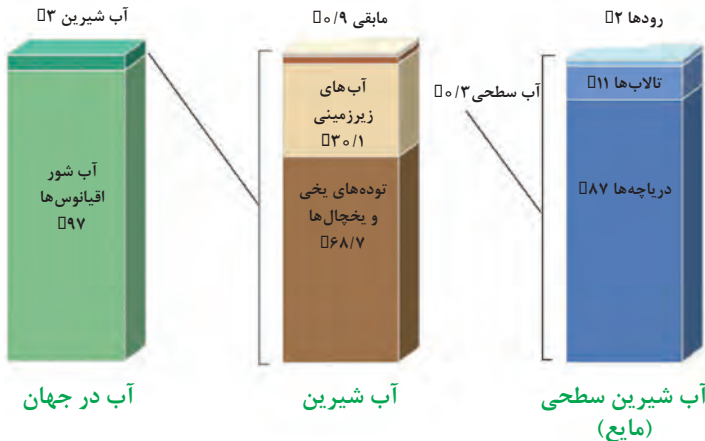 آب شیرین ۳٪
آب شور
اقیانوس‌ها
۹۷٪
آب در جهان
مابقی ۰/۹٪
آب‌های
زیرزمینی
۳۰/۱٪
توده‌های یخی
و یخچال‌ها
۶۸/۷٪
آب شیرین
آب سطحی ۰/۳٪
رودها ۲٪
تالاب‌ها ۱۱٪
دریاچه‌ها ۸۷٪
آب شیرین سطحی
(مایع)